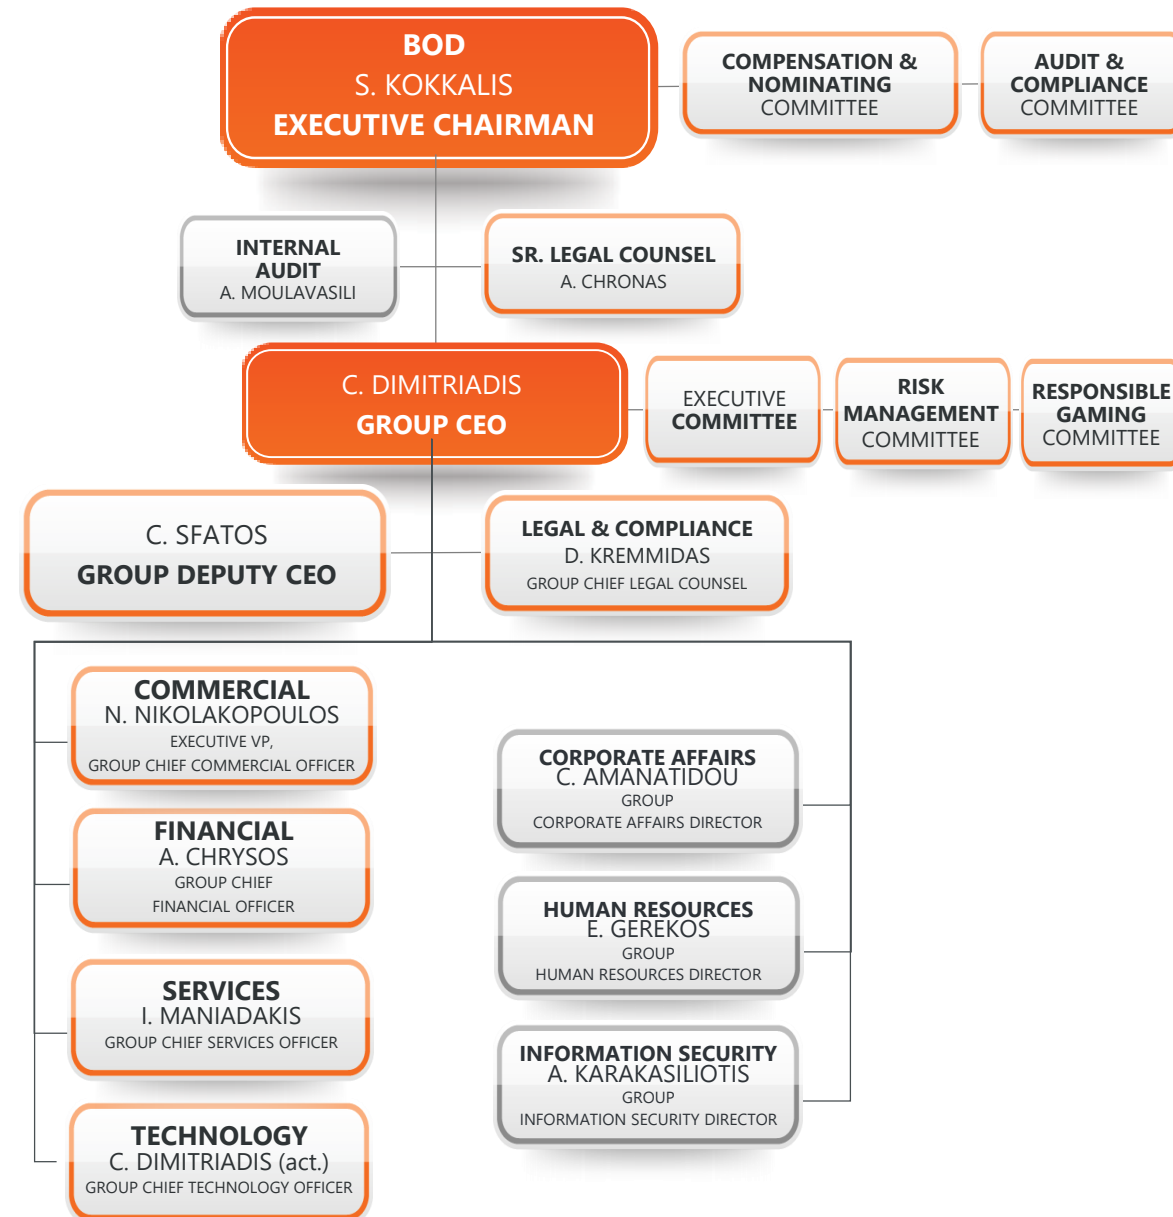 BOD
S. KOKKALIS
EXECUTIVE CHAIRMAN
COMPENSATION &
NOMINATING
COMMITTEE
AUDIT &
COMPLIANCE
COMMITTEE
INTERNAL
AUDIT
A. MOULAVASILI
SR. LEGAL COUNSEL
A. CHRONAS
C. DIMITRIADIS
GROUP CEO
EXECUTIVE
COMMITTEE
RISK
MANAGEMENT
COMMITTEE
RESPONSIBLE
GAMING
COMMITTEE
C. SFATOS
GROUP DEPUTY CEO
LEGAL & COMPLIANCE
D. KREMMIDAS
GROUP CHIEF LEGAL COUNSEL
COMMERCIAL
N. NIKOLAKOPOULOS
EXECUTIVE VP,
GROUP CHIEF COMMERCIAL OFFICER
FINANCIAL
A. CHRYSOS
GROUP CHIEF
FINANCIAL OFFICER
SERVICES
I. MANIADAKIS
GROUP CHIEF SERVICES OFFICER
TECHNOLOGY
C. DIMITRIADIS (act.)
GROUP CHIEF TECHNOLOGY OFFICER
CORPORATE AFFAIRS
C. AMANATIDOU
GROUP
CORPORATE AFFAIRS DIRECTOR
HUMAN RESOURCES
E. GEREKOS
GROUP
HUMAN RESOURCES DIRECTOR
INFORMATION SECURITY
A. KARAKASILIOTIS
GROUP
INFORMATION SECURITY DIRECTOR